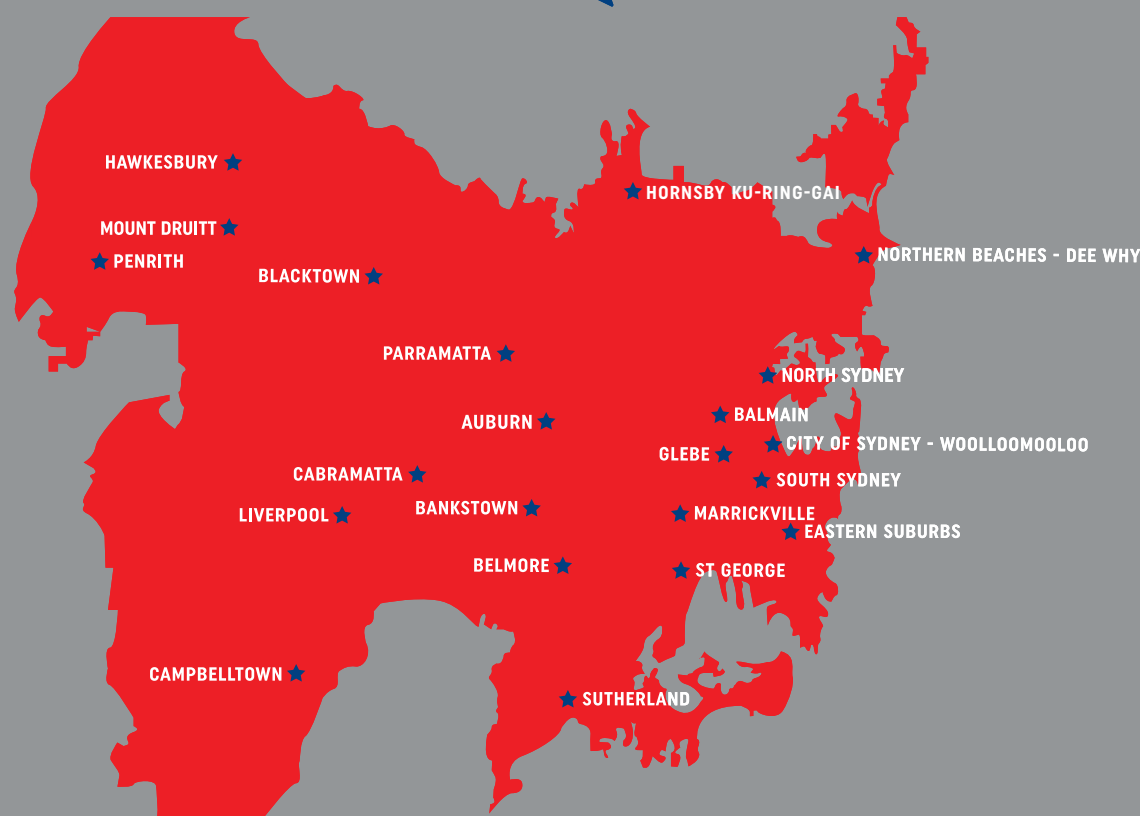 HAWKESBURY
HORNSBY KU-RING-GAI
MOUNT DRUITT
PENRITH
NORTHERN BEACHES - DEE WHY
BLACKTOWN
PARRAMATTA
NORTH SYDNEY
BALMAIN
AUBURN
CITY OF SYDNEY - WOOLLOOMOOLOO
GLEBE
CABRAMATTA
SOUTH SYDNEY
BANKSTOWN
LIVERPOOL
MARRICKVILLE
EASTERN SUBURBS
BELMORE
ST GEORGE
CAMPBELLTOWN
SUTHERLAND